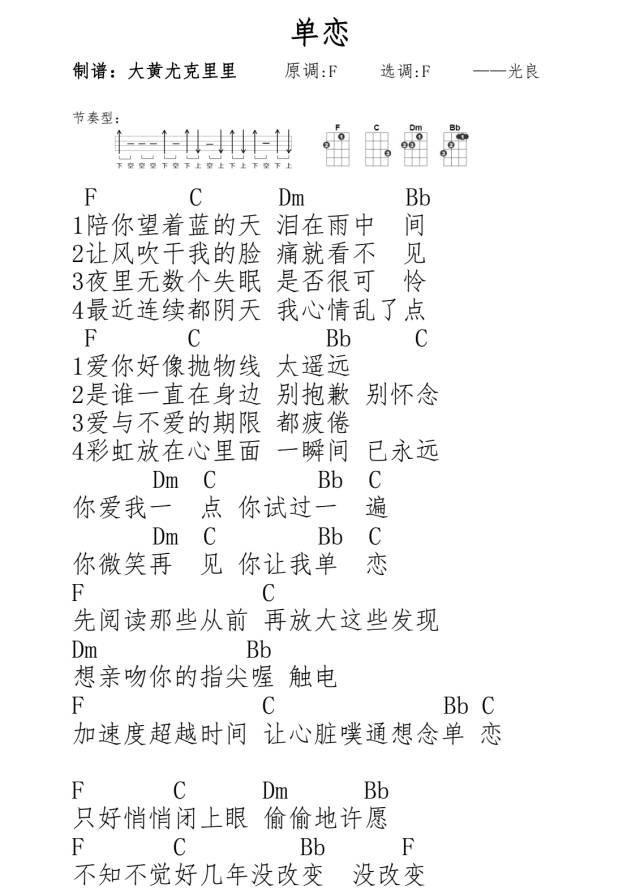 单恋
制谱：大黄尤克里里 原调:F 选调:F ——光良
节奏型：
F C Dm Bb
下空空空下空下上空上下上下空下上
F C Dm Bb
1陪你望着蓝的天 泪在雨中 间
2让风吹干我的脸 痛就看不 见
3夜里无数个失眠 是否很可 怜
4最近连续都阴天 我心情乱了点
F C Bb C
1爱你好像抛物线 太遥远
2是谁一直在身边 别抱歉 别怀念
3爱与不爱的期限 都疲倦
4彩虹放在心里面 一瞬间 已永远
Dm C Bb C
你爱我一 点 你试过一 遍
Dm C Bb C
你微笑再 见 你让我单 恋
F C
先阅读那些从前 再放大这些发现
Dm Bb
想亲吻你的指尖喔 触电
F C Bb C
加速度超越时间 让心脏噗通想念单 恋
F C Dm Bb
只好悄悄闭上眼 偷偷地许愿
F C Bb F
不知不觉好几年没改变 没改变